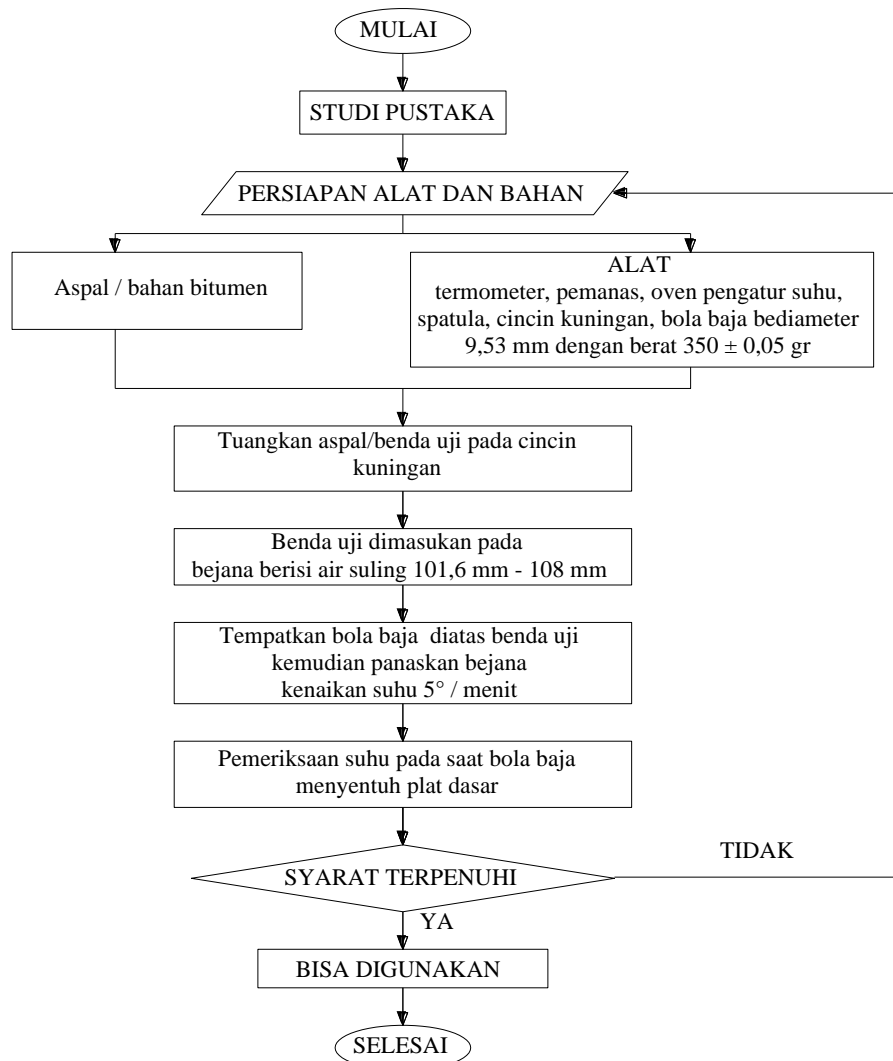 MULAI
STUDI PUSTAKA
PERSIAPAN ALAT DAN BAHAN
Aspal / bahan bitumen
ALAT
termometer, pemanas, oven pengatur suhu,
spatula, cincin kuningan, bola baja bediameter
9,53 mm dengan berat 350 ± 0,05 gr
Tuangkan aspal/benda uji pada cincin
kuningan
Benda uji dimasukan pada
bejana berisi air suling 101,6 mm - 108 mm
Tempatkan bola baja diatas benda uji
kemudian panaskan bejana
kenaikan suhu 5° / menit
Pemeriksaan suhu pada saat bola baja
menyentuh plat dasar
SYARAT TERPENUHI
TIDAK
YA
BISA DIGUNAKAN
SELESAI